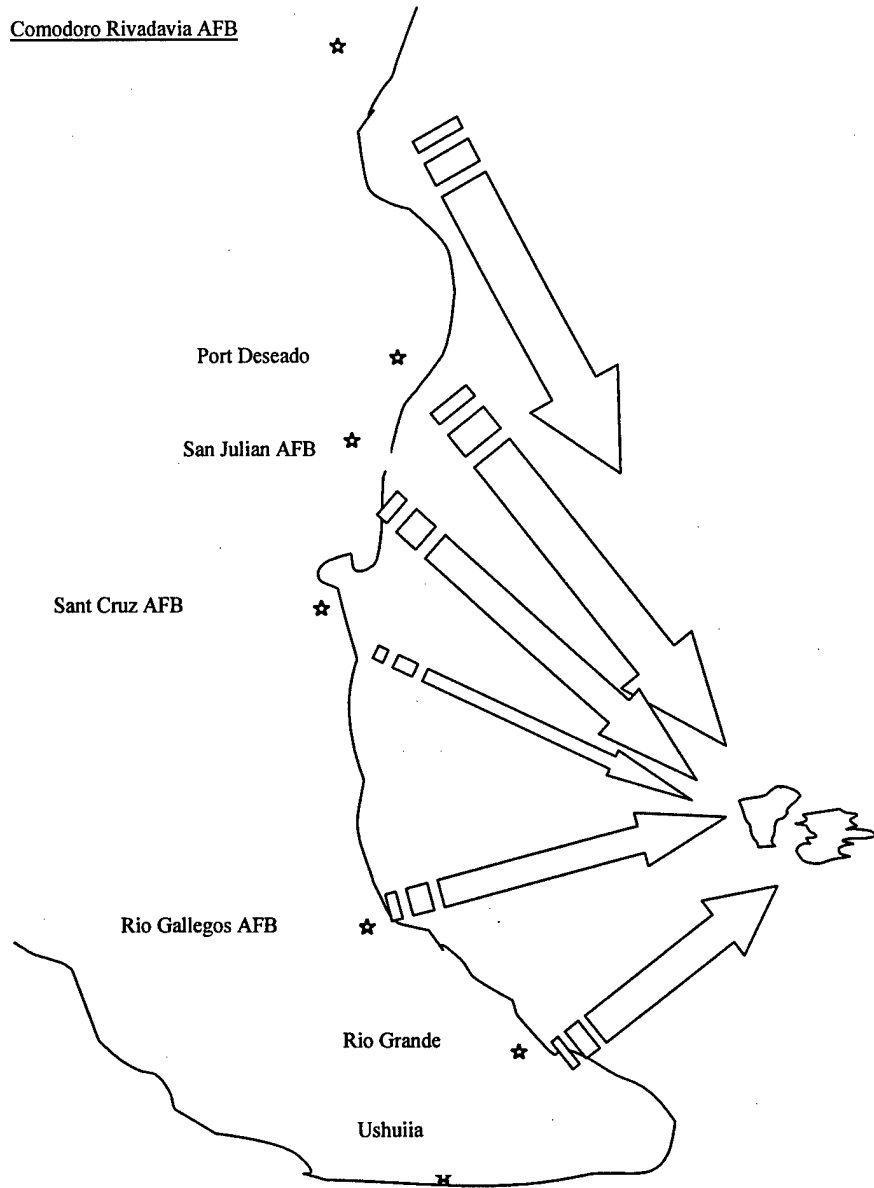 Comodoro Rivadavia AFB
Port Deseado
San Julian AFB
Sant Cruz AFB
Rio Gallegos AFB
Rio Grande
Ushuiia